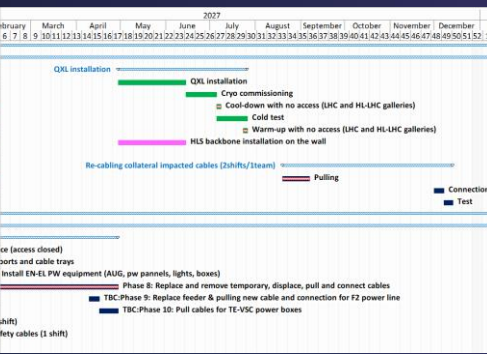 2027
ebruary March April May June July August September October November December
6 7 8 9 10 11 12 13 14 15 16 17 18 19 20 21 22 23 24 25 26 27 28 29 30 31 32 33 34 35 36 37 38 39 40 41 42 43 44 45 46 47 48 49 50 51 52
QXL installation
QXL installation
Cryo commissioning
Cool-down with no access (LHC and HL-LHC galleries)
Cold test
Warm-up with no access (LHC and HL-LHC galleries)
HLS backbone installation on the wall
Re-cabling collateral impacted cables (2shifts/1team)
Pulling
Connection
Test
ce (access closed)
ports and cable trays
Install EN-EL PW equipment (AUG, pw pannels, lights, boxes)
Phase 8: Replace and remove temporary, displace, pull and connect cables
TBC:Phase 9: Replace feeder & pulling new cable and connection for F2 power line
TBC:Phase 10: Pull cables for TE-VSC power boxes
shift)
fety cables (1 shift)